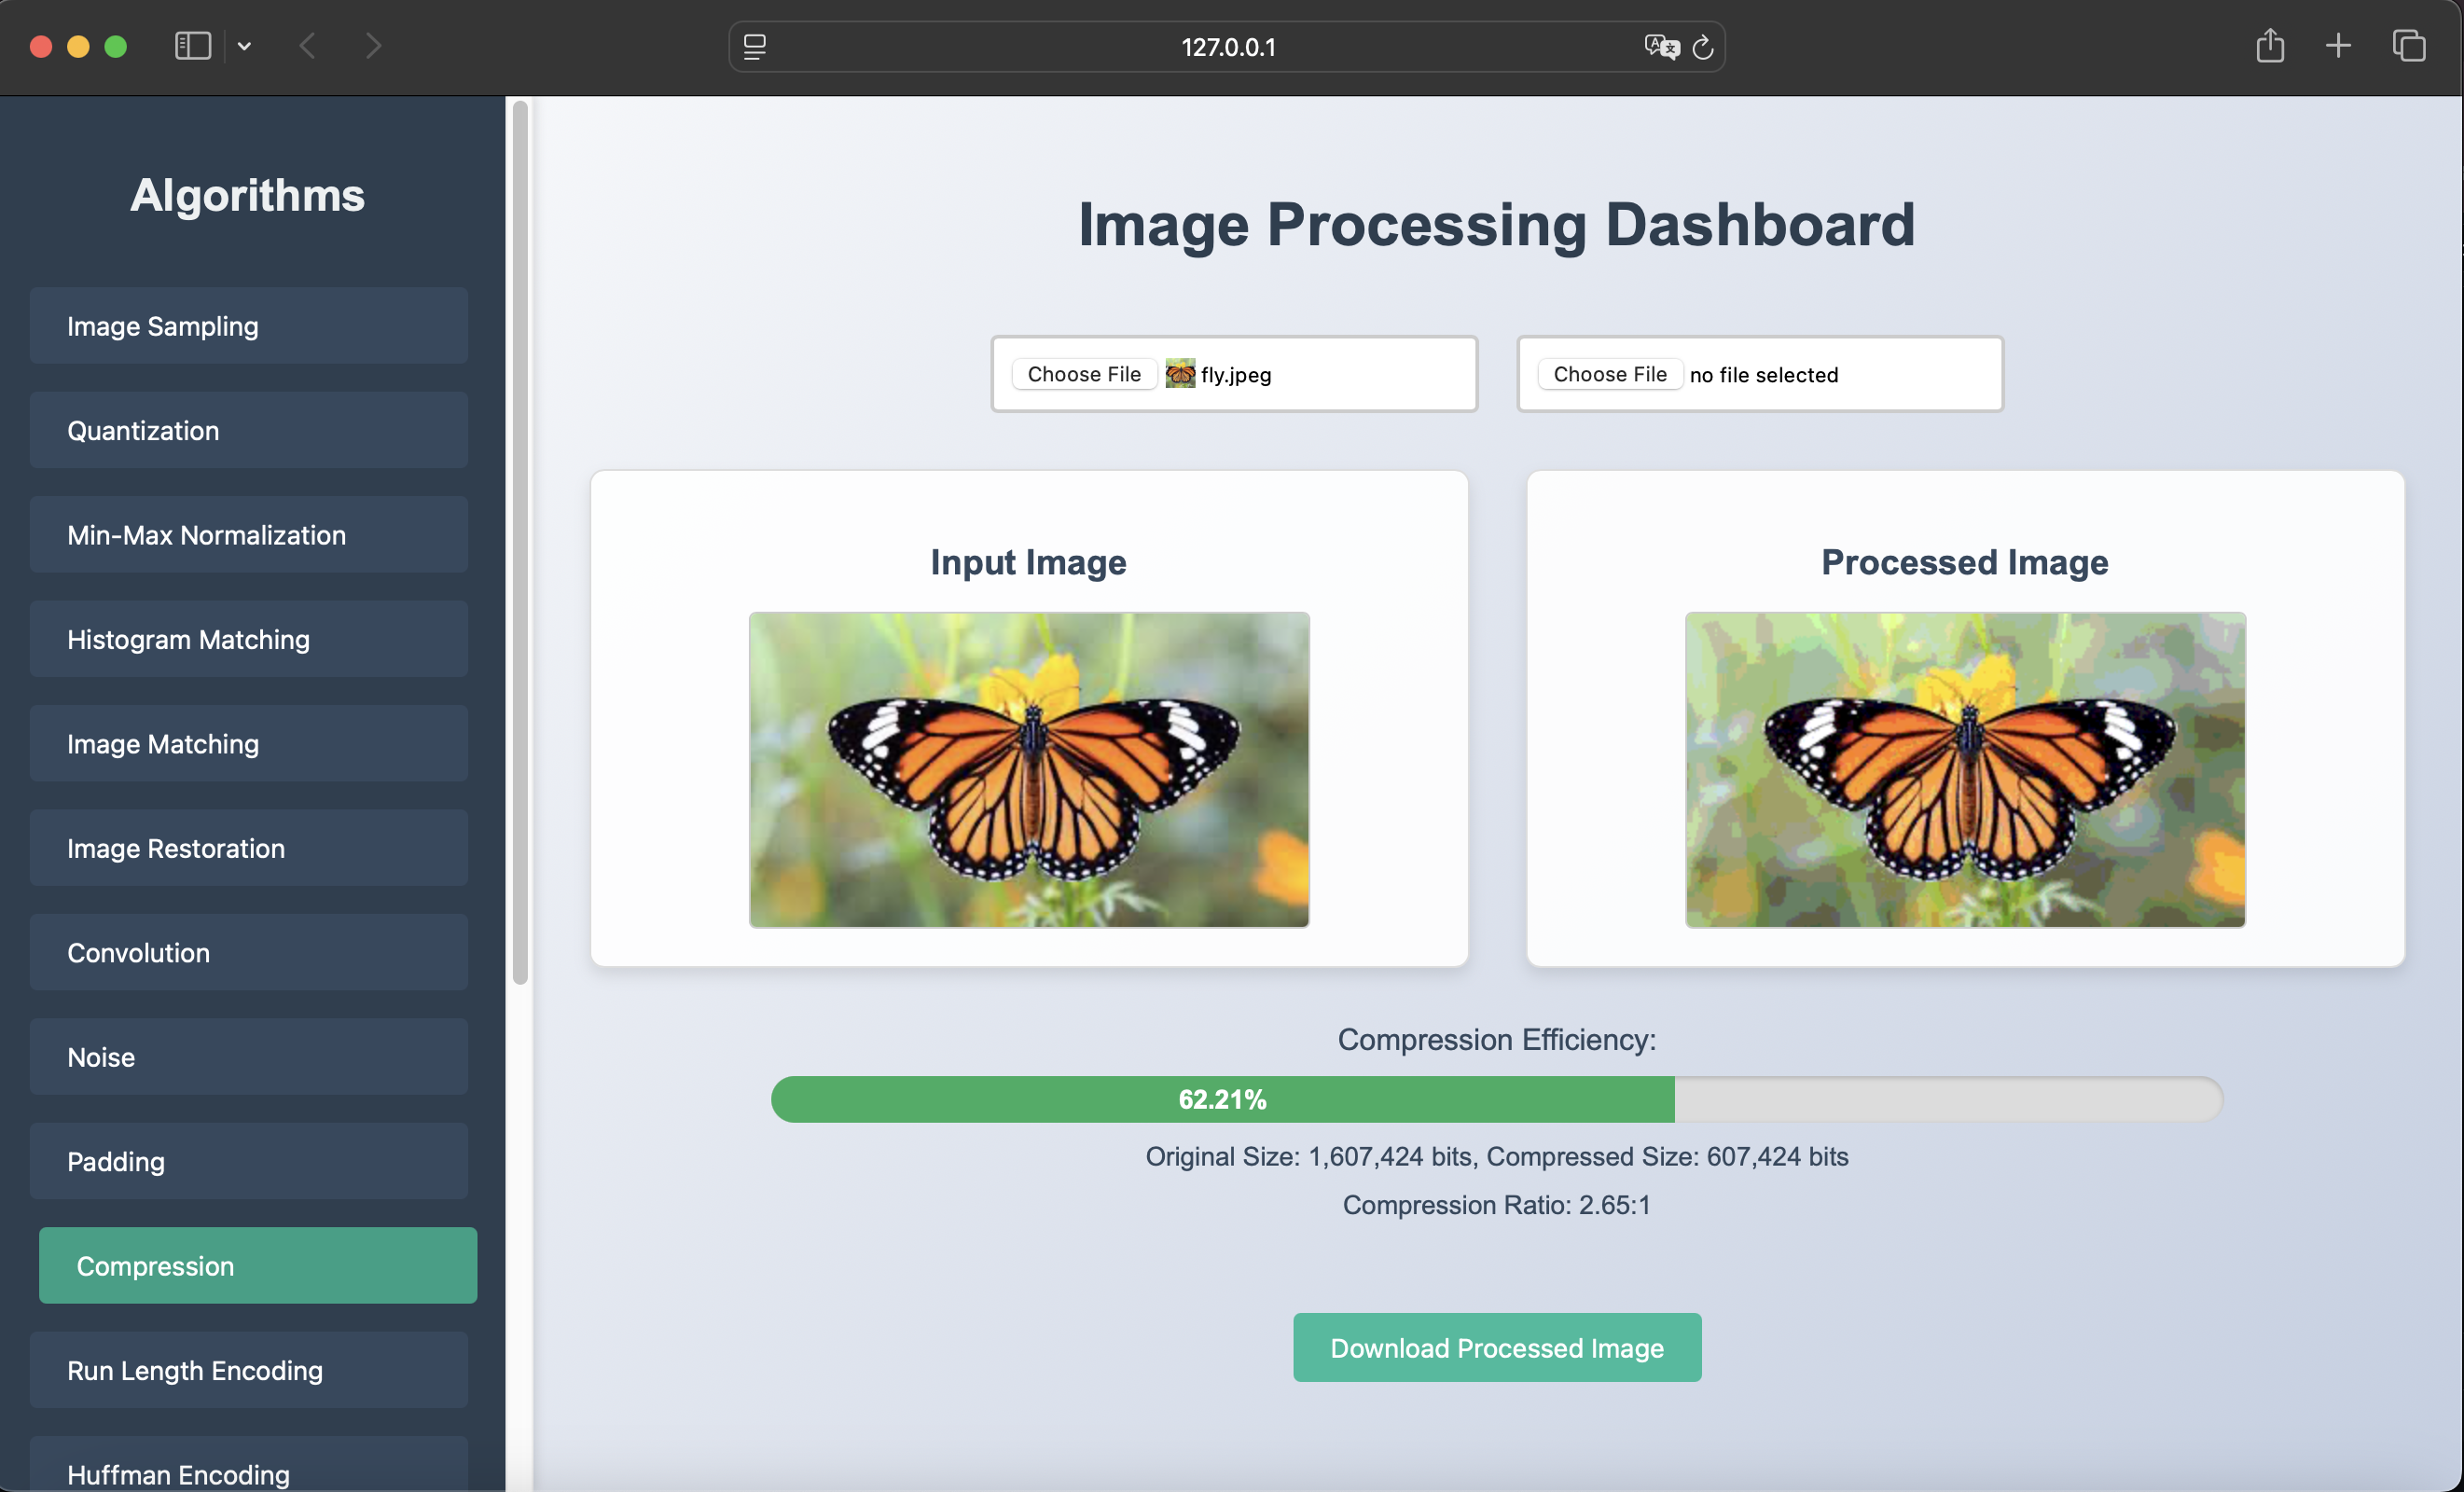 127.0.0.1
Algorithms
Image Sampling
Quantization
Min-Max Normalization
Histogram Matching
Image Matching
Image Restoration
Convolution
Noise
Padding
Compression
Run Length Encoding
Huffman Encoding
Image Processing Dashboard
Choose File fly.jpeg
Choose File no file selected
Input Image
Processed Image
Compression Efficiency:
62.21%
Original Size: 1,607,424 bits, Compressed Size: 607,424 bits
Compression Ratio: 2.65:1
Download Processed Image